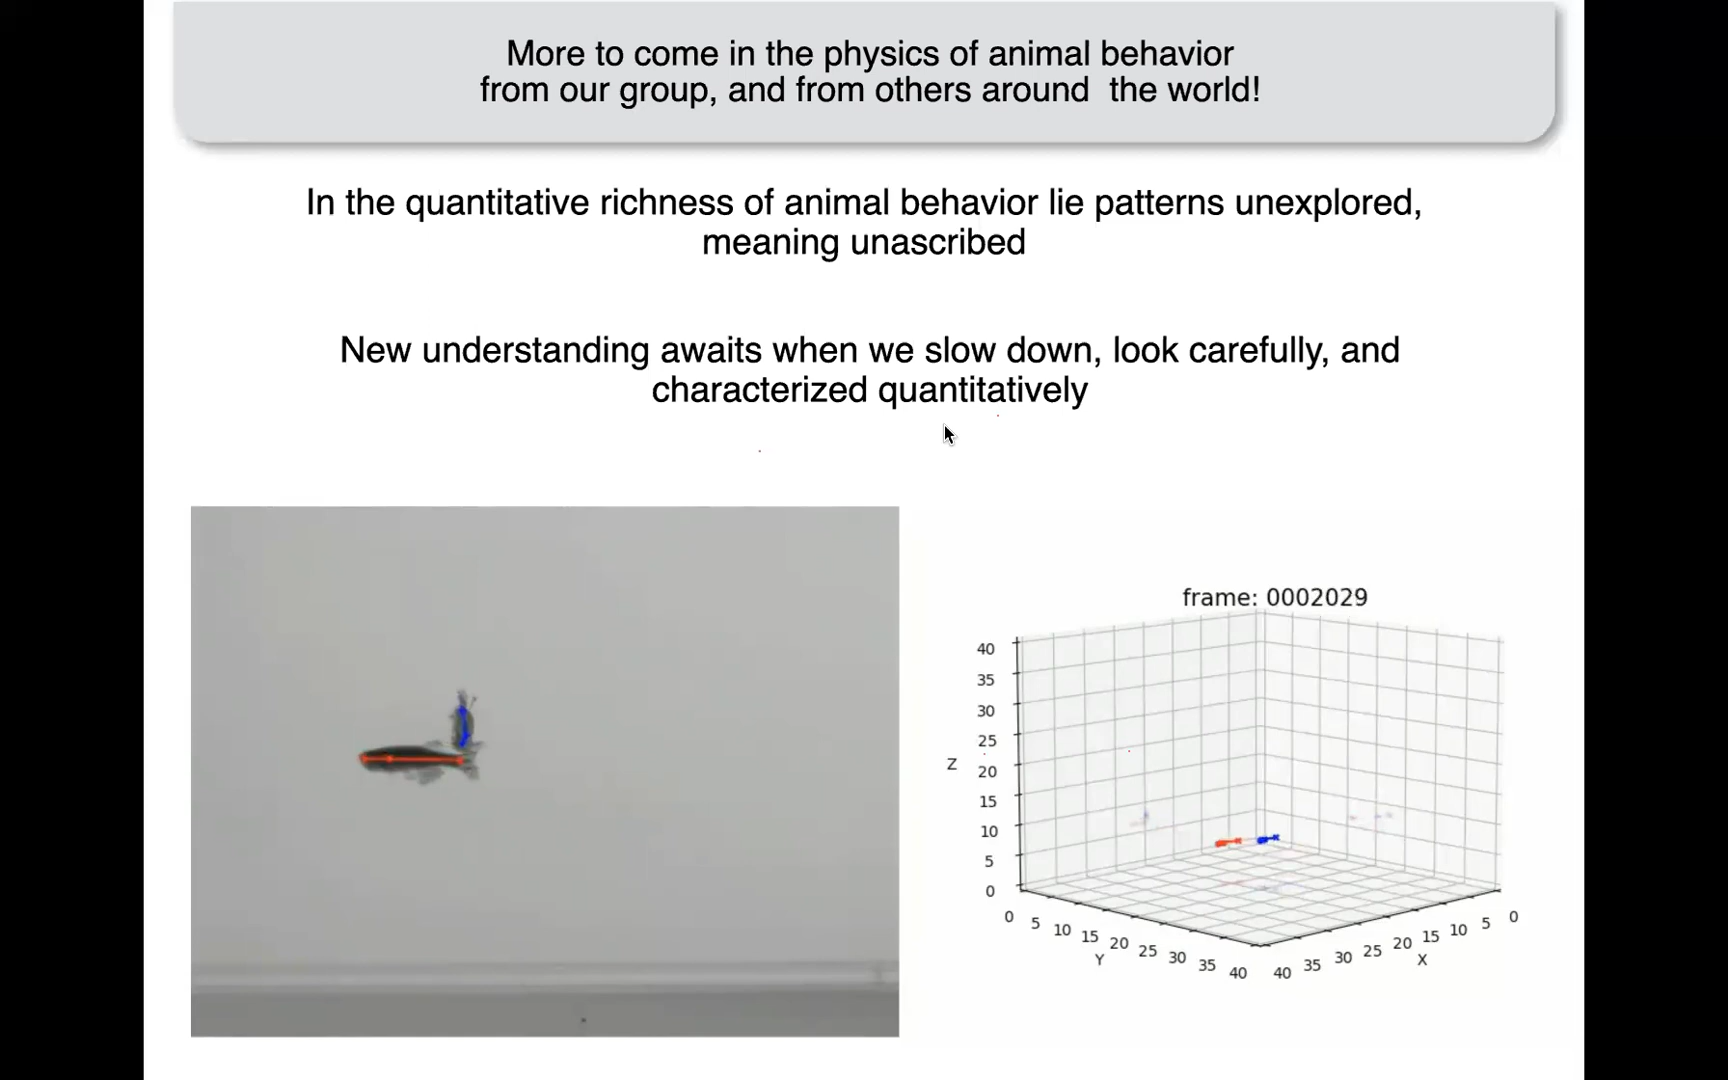 More to come in the physics of animal behavior
from our group, and from others around  the world!
In the quantitative richness of animal behavior lie patterns unexplored,
meaning unascribed
New understanding awaits when we slow down, look carefully, and
characterized quantitatively
frame: 0002029
40
35
30
25
Z
20
15
10
5
0
0 5 10 15 20 25 30 35 40
Y
40 35 30 25 20 15 10 5 0
X